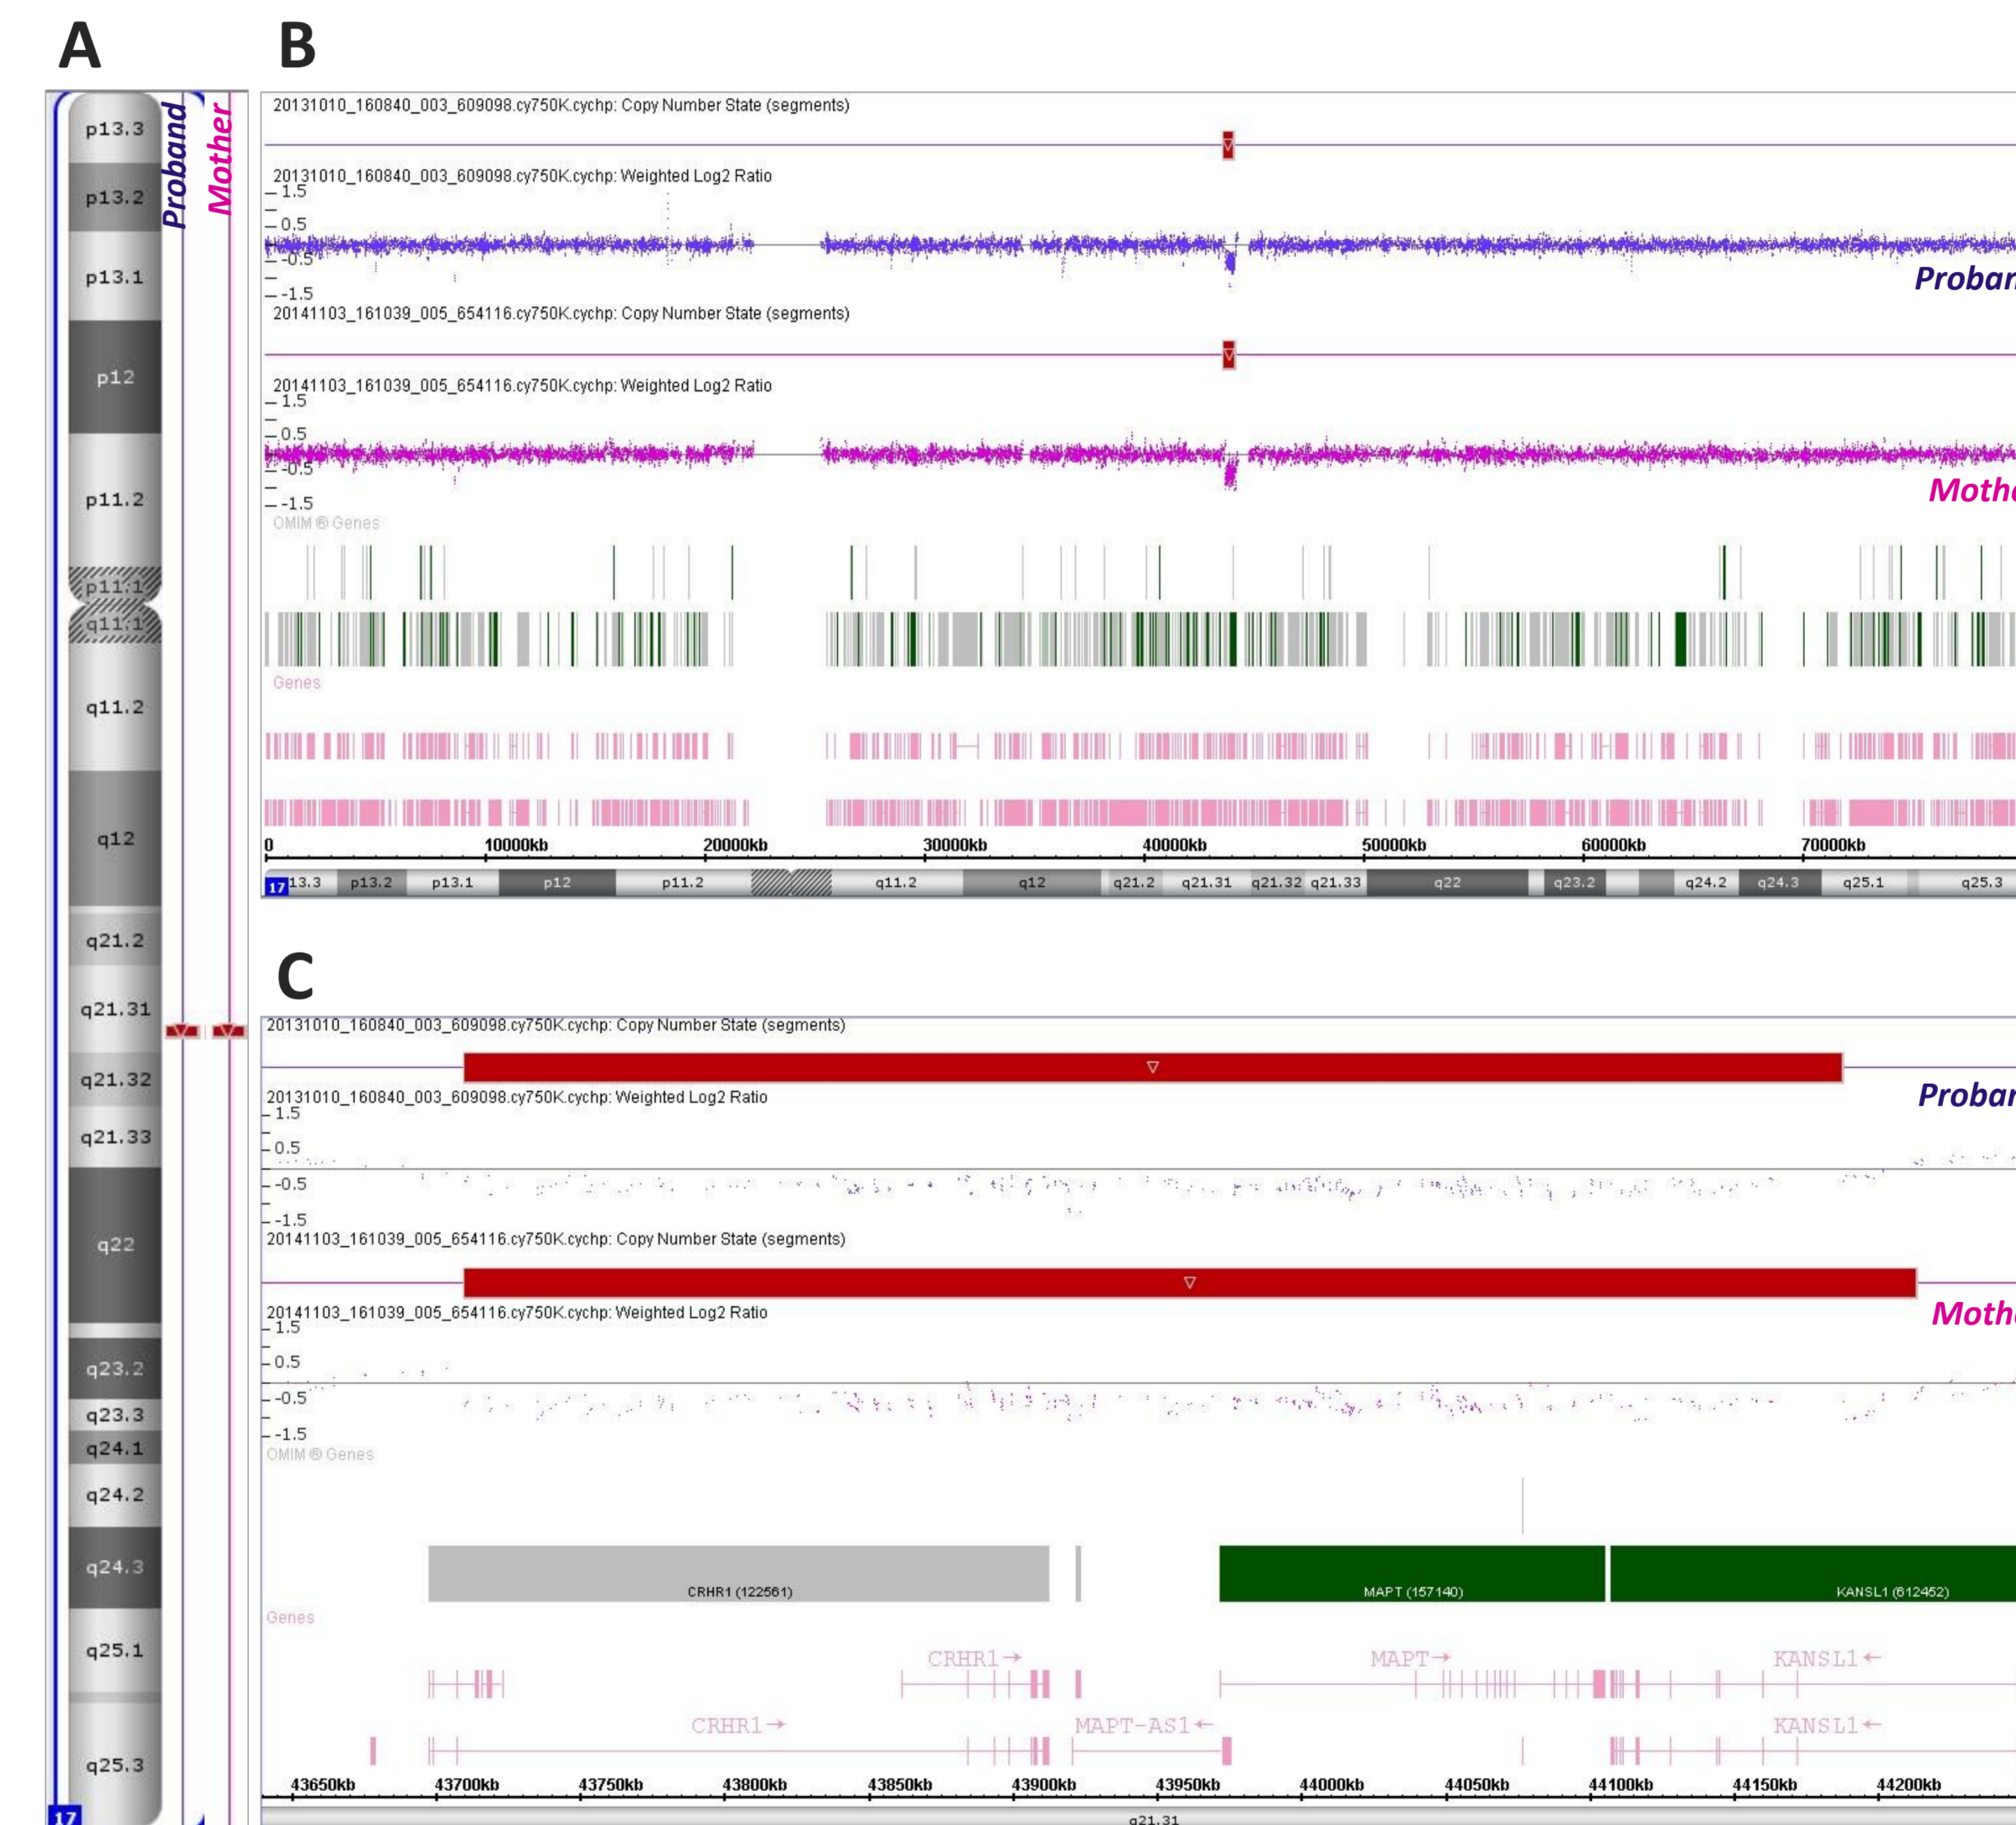 A
B
p13.3
p13.2
p13.1
p12
p11.2
p11.1
q11.1
q11.2
q12
q21.2
q21.31
q21.32
q21.33
q22
q23.2
q23.3
q24.1
q24.2
q24.3
q25.1
q25.3
17
Proband
Mother
20131010_160840_003_609098.cy750K.cychp: Copy Number State (segments)
20131010_160840_003_609098.cy750K.cychp: Weighted Log2 Ratio
1.5
0.5
-0.5
-1.5
Proban
20141103_161039_005_654116.cy750K.cychp: Copy Number State (segments)
20141103_161039_005_654116.cy750K.cychp: Weighted Log2 Ratio
1.5
0.5
-0.5
-1.5
Mothe
OMIM ® Genes
Genes
0 10000kb 20000kb 30000kb 40000kb 50000kb 60000kb 70000kb
17 13.3 p13.2 p13.1 p12 p11.2 q11.2 q12 q21.2 q21.31 q21.32 q21.33 q22 q23.2 q24.2 q24.3 q25.1 q25.3
C
20131010_160840_003_609098.cy750K.cychp: Copy Number State (segments)
20131010_160840_003_609098.cy750K.cychp: Weighted Log2 Ratio
Proban
1.5
0.5
-0.5
-1.5
20141103_161039_005_654116.cy750K.cychp: Copy Number State (segments)
20141103_161039_005_654116.cy750K.cychp: Weighted Log2 Ratio
Mothe
1.5
0.5
-0.5
-1.5
OMIM ® Genes
CRHR1 (122561) MAPT (157140) KANSL1 (612452)
Genes
CRHR1→ MAPT→ KANSL1←
CRHR1→ MAPT-AS1← KANSL1←
43650kb 43700kb 43750kb 43800kb 43850kb 43900kb 43950kb 44000kb 44050kb 44100kb 44150kb 44200kb
q21.31